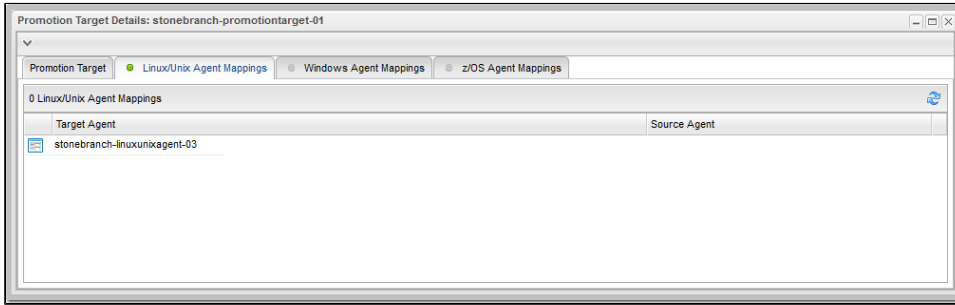 Promotion Target Details: stonebranch-promotiontarget-01
Promotion Target Linux/Unix Agent Mappings Windows Agent Mappings z/OS Agent Mappings
0 Linux/Unix Agent Mappings
Target Agent Source Agent
stonebranch-linuxunixagent-03